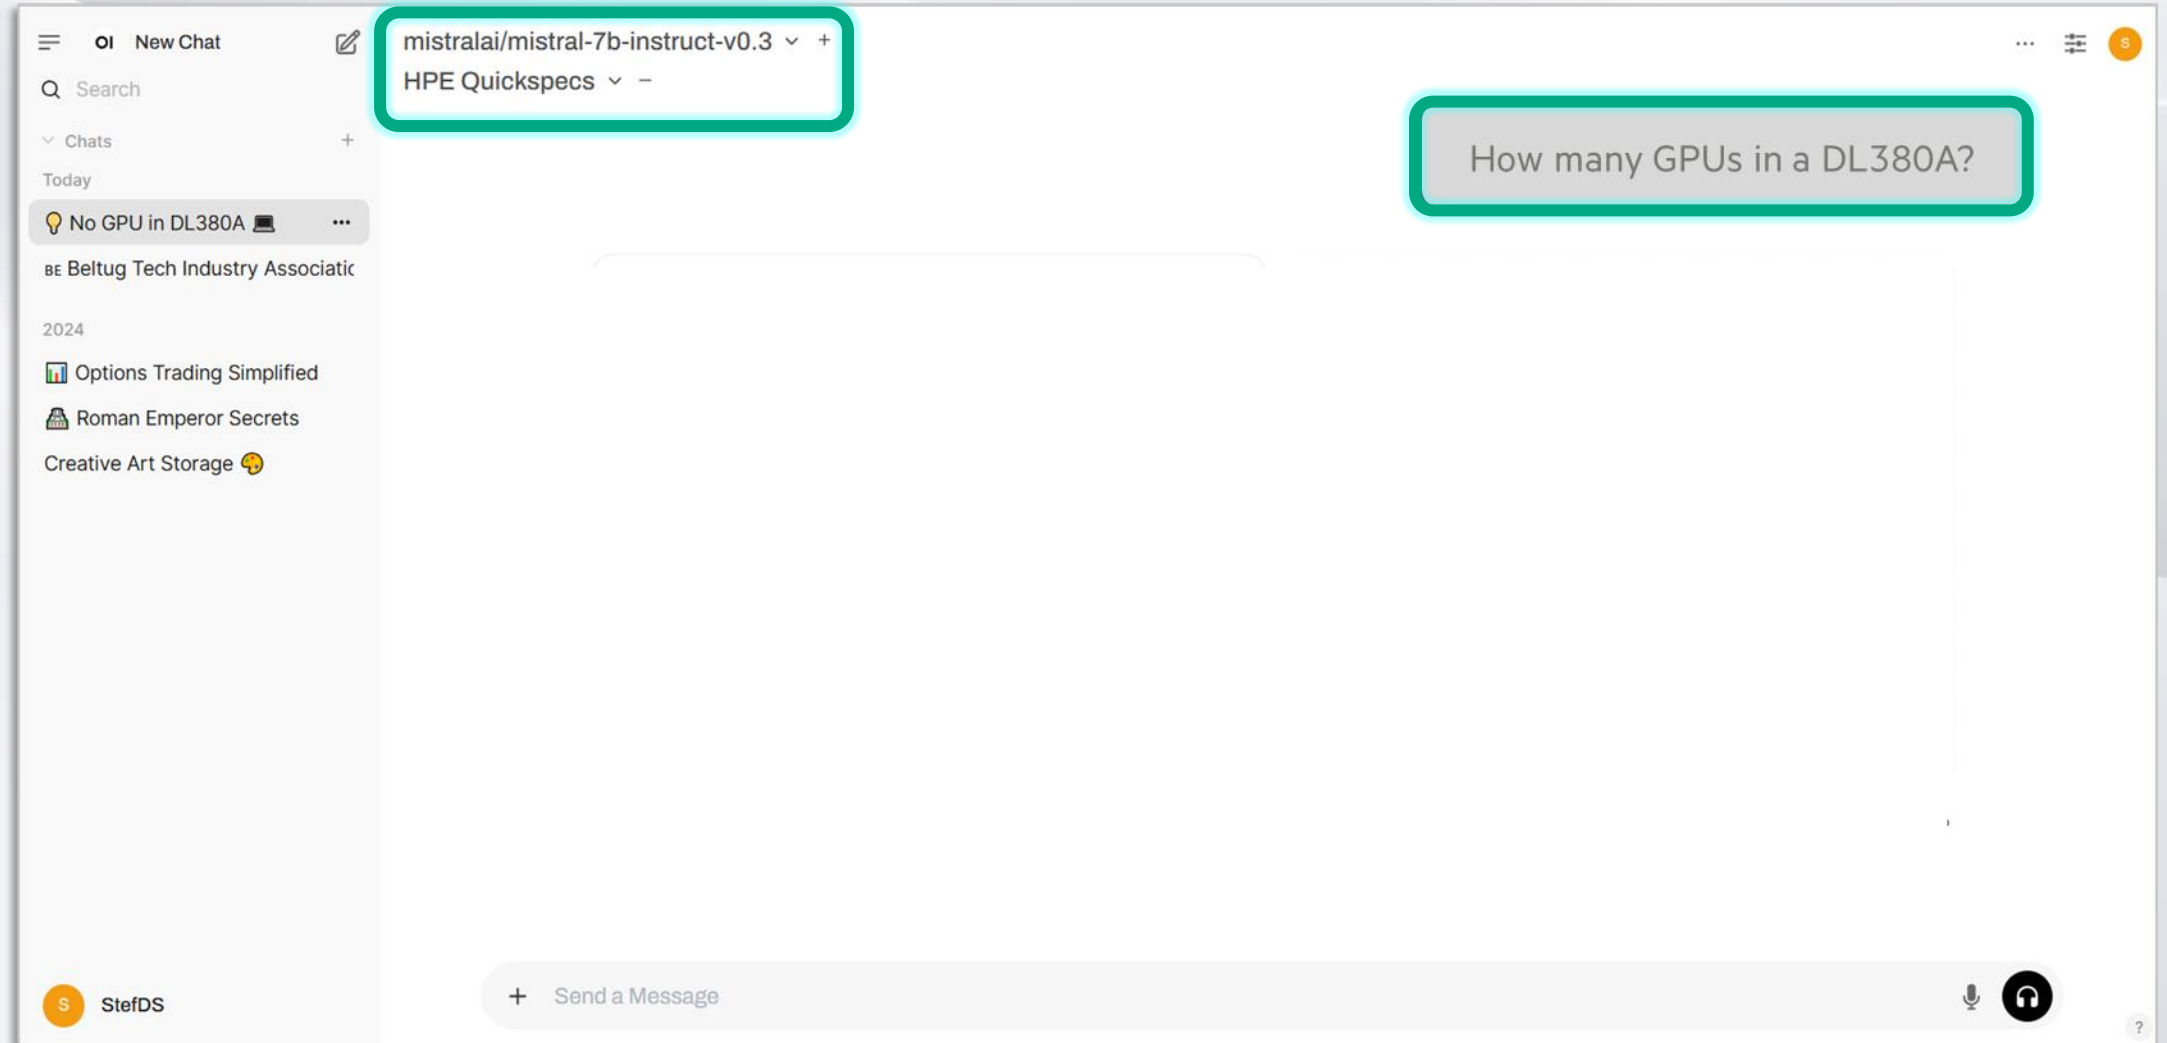 OI New Chat
Search
Chats
Today
No GPU in DL380A
BE Beltug Tech Industry Associatic
2024
Options Trading Simplified
Roman Emperor Secrets
Creative Art Storage
S StefDS
mistralai/mistral-7b-instruct-v0.3
HPE Quickspecs
S
How many GPUs in a DL380A?
Send a Message
?